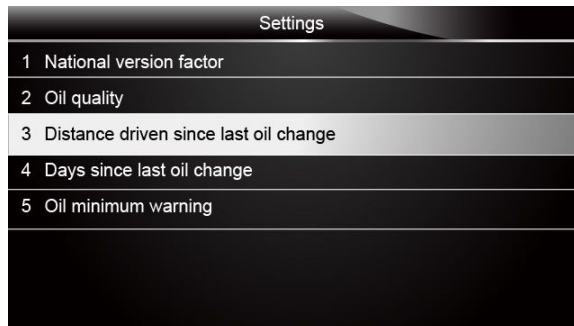 Settings
1 National version factor
2 Oil quality
3 Distance driven since last oil change
4 Days since last oil change
5 Oil minimum warning